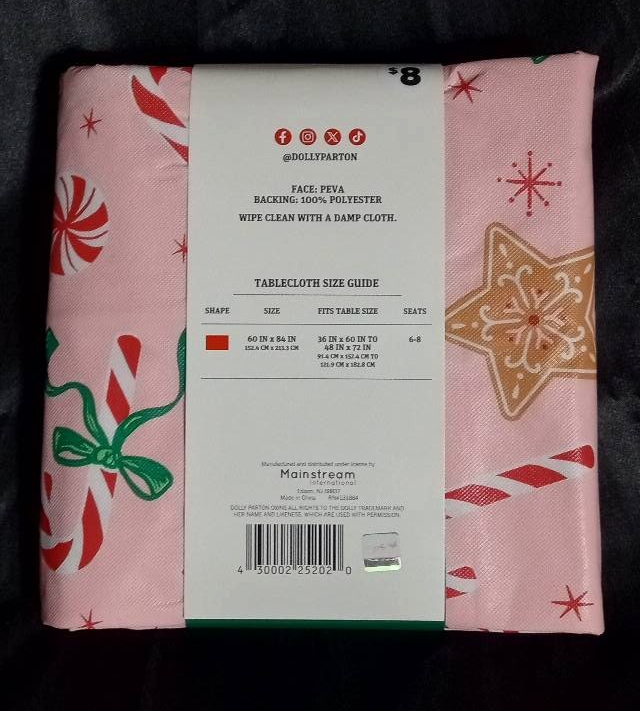 $8
@DOLLYPARTON
FACE: PEVA
BACKING: 100% POLYESTER
WIPE CLEAN WITH A DAMP CLOTH.
TABLECLOTH SIZE GUIDE
SHAPE SIZE FITS TABLE SIZE SEATS
60 IN x 84 IN 36 IN x 60 IN TO 6-8
152.4 CM x 213.3 CM 48 IN x 72 IN
91.4 CM x 152.4 CM TO
121.9 CM x 182.8 CM
Manufactured and distributed under license by
Mainstream
International
Edison, NJ 08837
Made in China
DOLLY PARTON OWNS ALL RIGHTS TO THE DOLLY TRADEMARK AND
HER NAME AND LIKENESS, WHICH ARE USED WITH PERMISSION.
4 30002 25202 0